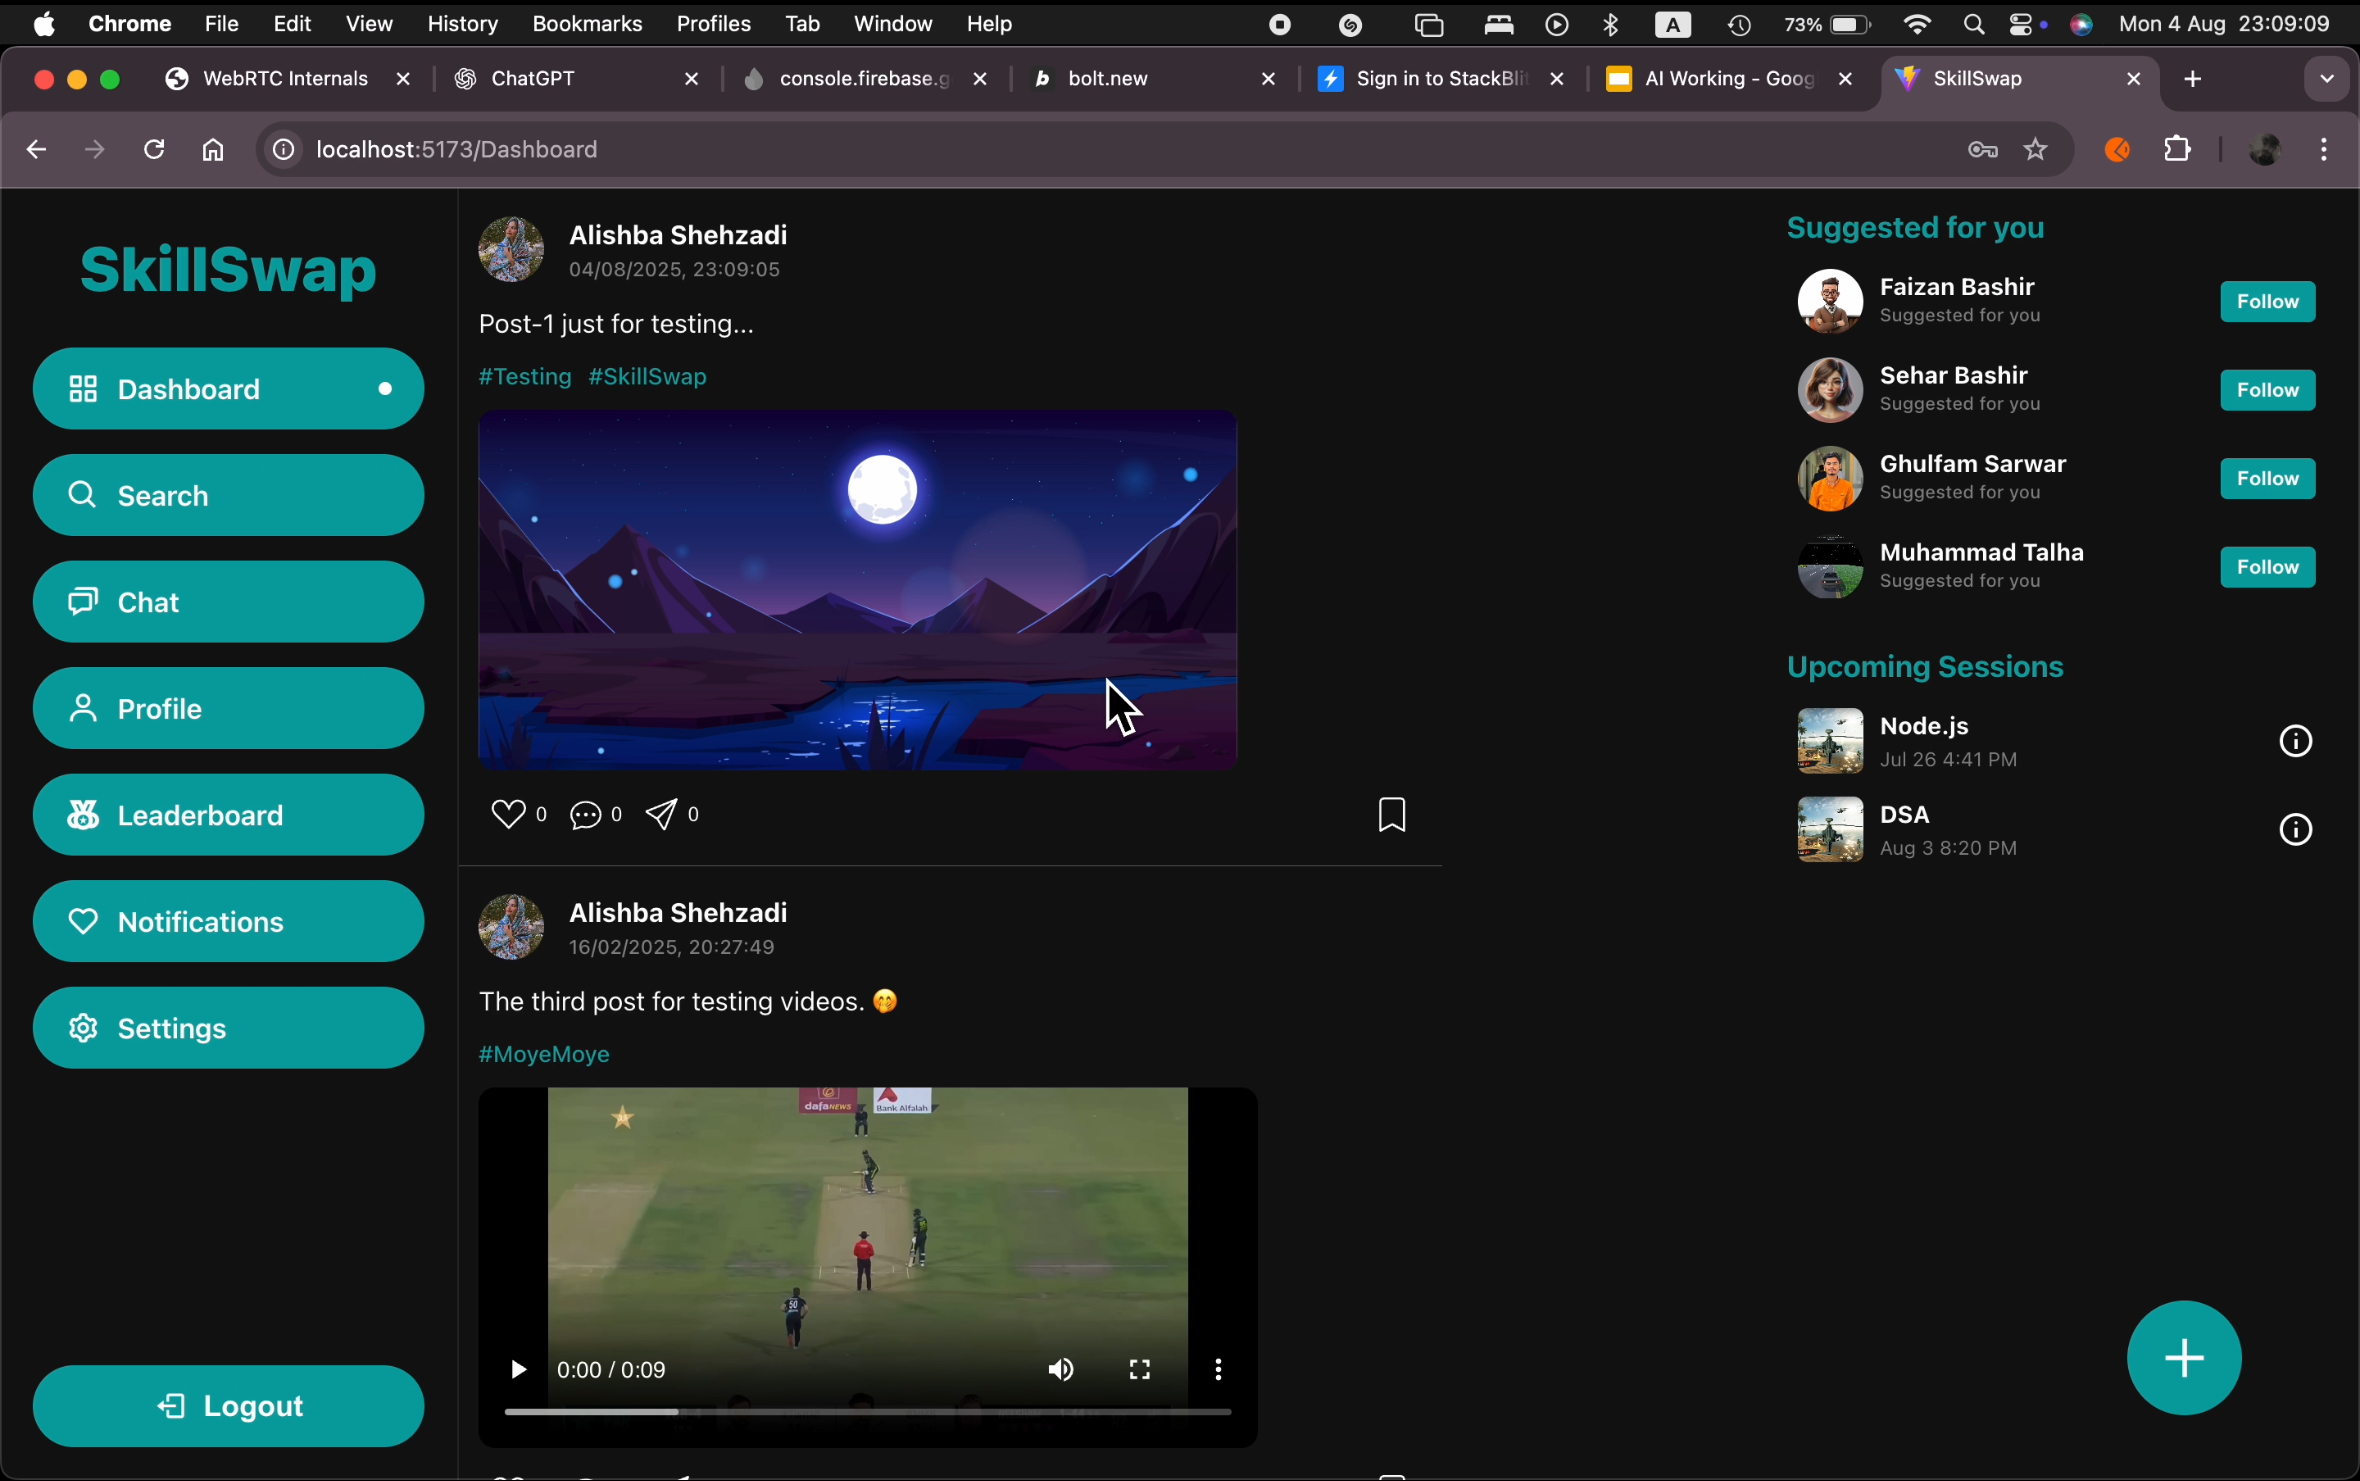 Chrome File Edit View History Bookmarks Profiles Tab Window Help A 73% Mon 4 Aug 23:09:09
WebRTC Internals ChatGPT console.firebase.g bolt.new Sign in to StackBlit AI Working - Goog SkillSwap
localhost:5173/Dashboard
SkillSwap
Dashboard
Search
Chat
Profile
Leaderboard
Notifications
Settings
Logout
Alishba Shehzadi
04/08/2025, 23:09:05
Post-1 just for testing...
#Testing #SkillSwap
0 0 0
Alishba Shehzadi
16/02/2025, 20:27:49
The third post for testing videos. 🤭
#MoyeMoye
dafaNEWS Bank Alfalah
50
0:00 / 0:09
Suggested for you
Faizan Bashir
Suggested for you
Follow
Sehar Bashir
Suggested for you
Follow
Ghulfam Sarwar
Suggested for you
Follow
Muhammad Talha
Suggested for you
Follow
Upcoming Sessions
Node.js
Jul 26 4:41 PM
DSA
Aug 3 8:20 PM